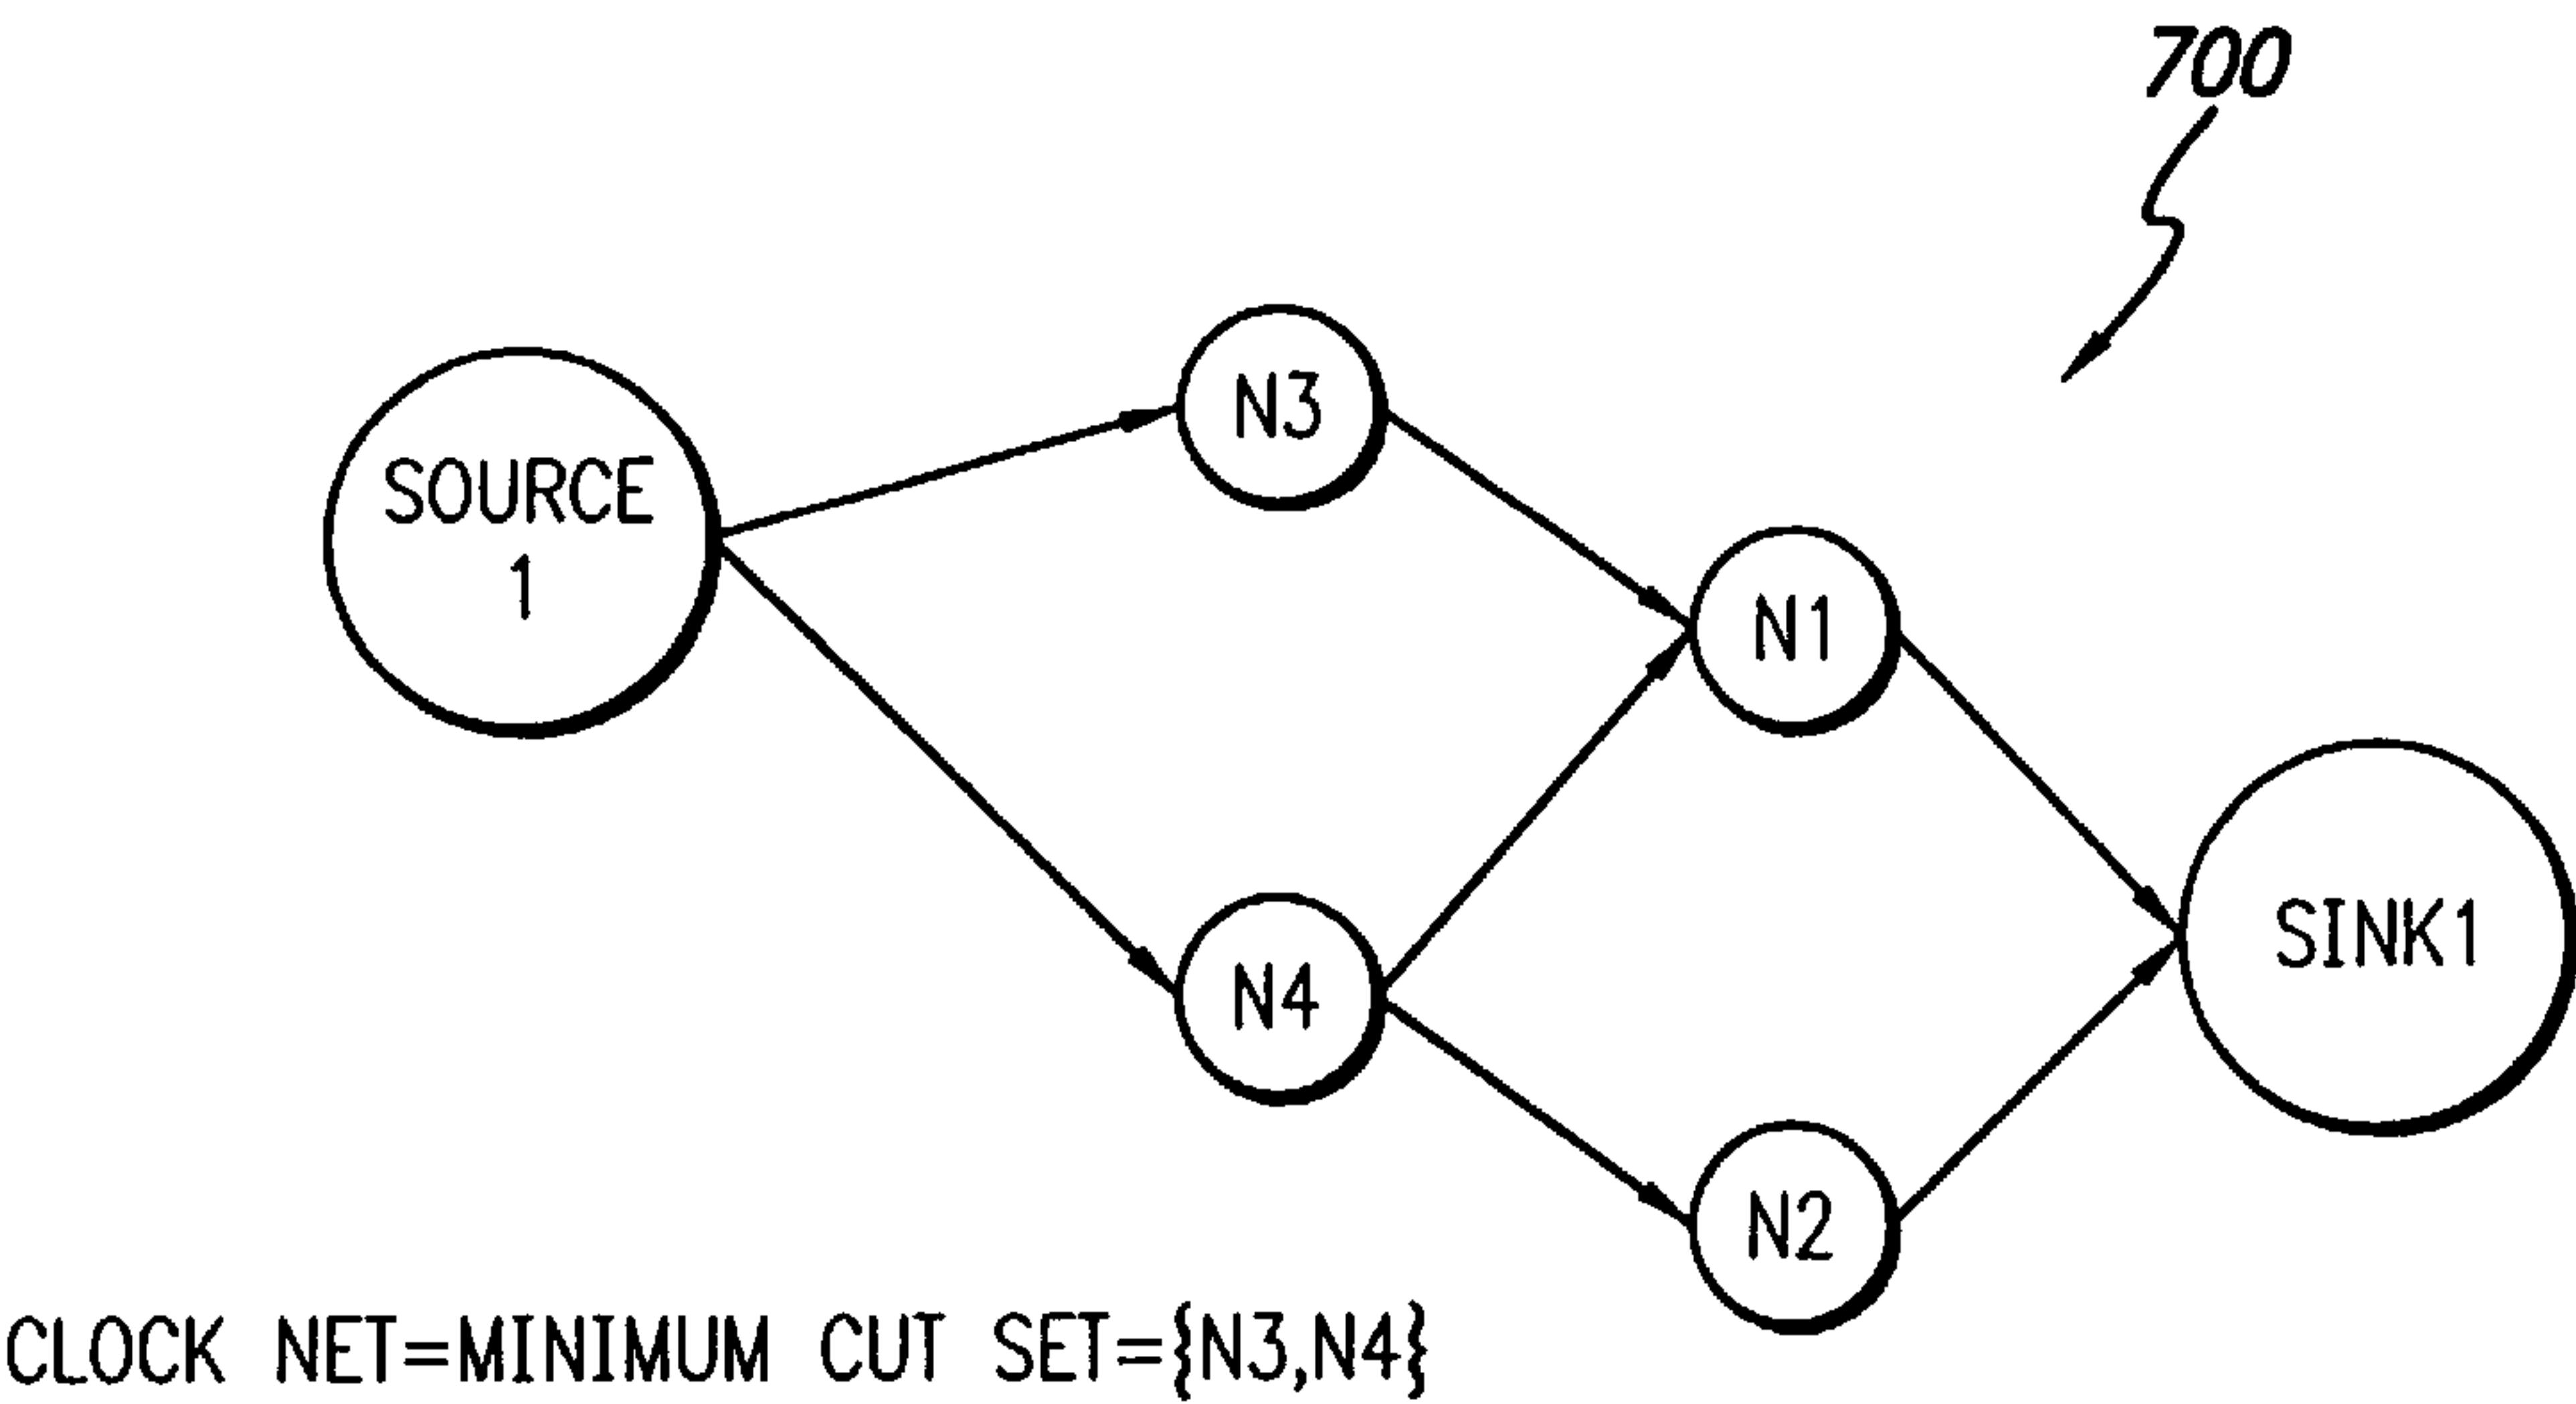 700
SOURCE
1
N3
N1
N4
SINK1
N2
CLOCK NET=MINIMUM CUT SET={N3,N4}